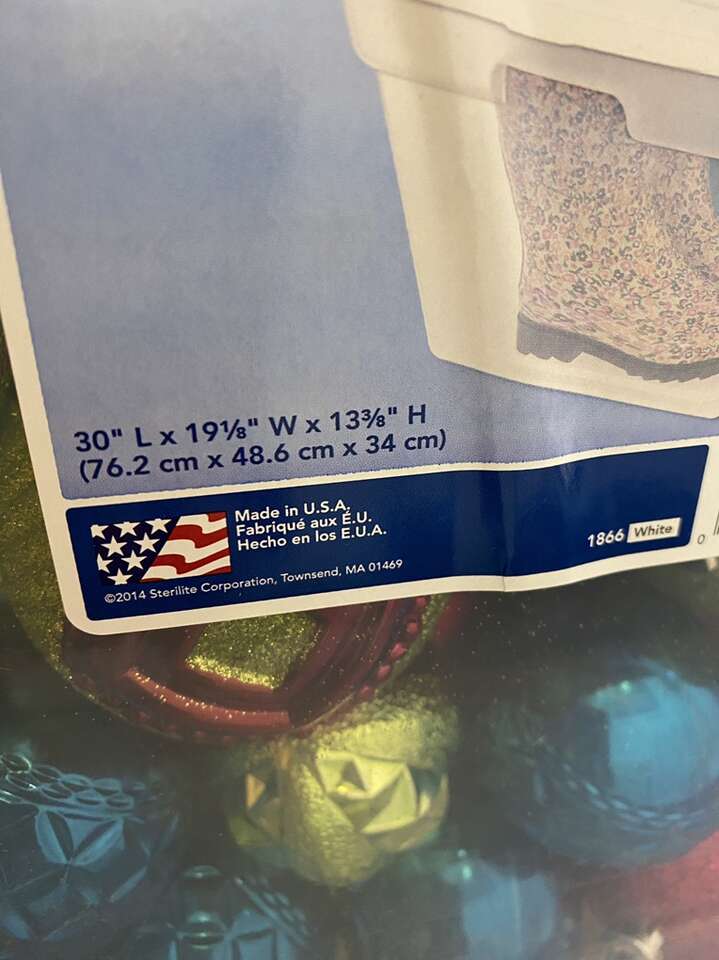 30" L x 19⅛" W x 13⅜" H
(76.2 cm x 48.6 cm x 34 cm)
Made in U.S.A.
Fabriqué aux É.U.
Hecho en los E.U.A.
©2014 Sterilite Corporation, Townsend, MA 01469
1866 White
0